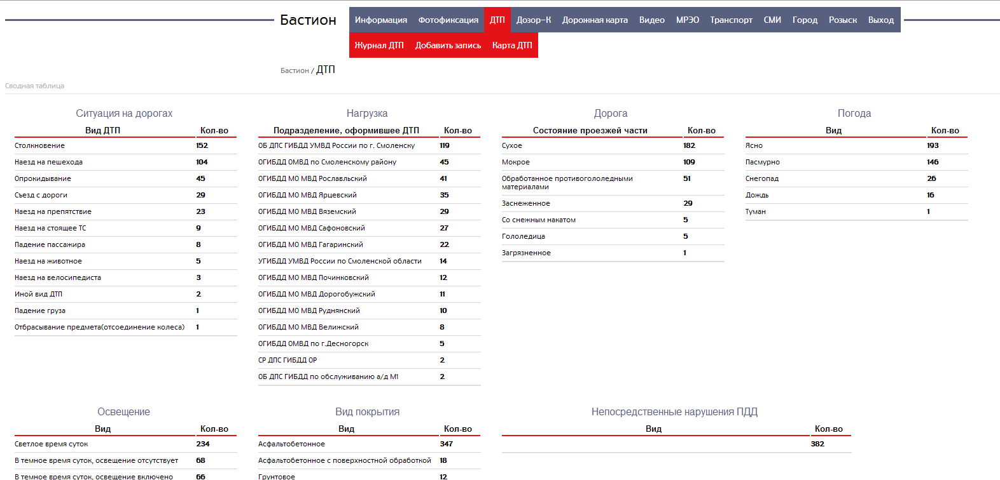 Бастион
Информация Фотофиксация ДТП Дозор-К Дорожная карта Видео МРЭО Транспорт СМИ Город Розыск Выход
Журнал ДТП Добавить запись Карта ДТП
Бастион / ДТП
Сводная таблица
Ситуация на дорогах
Вид ДТП Кол-во
Столкновение 152
Наезд на пешехода 104
Опрокидывание 45
Съезд с дороги 29
Наезд на препятствие 23
Наезд на стоящее ТС 9
Падение пассажира 8
Наезд на животное 5
Наезд на велосипедиста 3
Иной вид ДТП 2
Падение груза 1
Отбрасывание предмета(отсоединение колеса) 1
Нагрузка
Подразделение, оформившее ДТП Кол-во
ОБ ДПС ГИБДД УМВД России по г. Смоленску 119
ОГИБДД ОМВД по Смоленскому району 45
ОГИБДД МО МВД Рославльский 41
ОГИБДД МО МВД Ярцевский 35
ОГИБДД МО МВД Вяземский 29
ОГИБДД МО МВД Сафоновский 27
ОГИБДД МО МВД Гагаринский 22
УГИБДД УМВД России по Смоленской области 14
ОГИБДД МО МВД Починковский 12
ОГИБДД МО МВД Дорогобужский 11
ОГИБДД МО МВД Руднянский 10
ОГИБДД МО МВД Велижский 8
ОГИБДД ОМВД по г.Десногорск 5
СР ДПС ГИБДД ОР 2
ОБ ДПС ГИБДД по обслуживанию а/д М1 2
Дорога
Состояние проезжей части Кол-во
Сухое 182
Мокрое 109
Обработанное противогололедными 51
материалами
Заснеженное 29
Со снежным накатом 5
Гололедица 5
Загрязненное 1
Погода
Вид Кол-во
Ясно 193
Пасмурно 146
Снегопад 26
Дождь 16
Туман 1
Освещение
Вид Кол-во
Светлое время суток 234
В темное время суток, освещение отсутствует 68
В темное время суток, освещение включено 66
Вид покрытия
Вид Кол-во
Асфальтобетонное 347
Асфальтобетонное с поверхностной обработкой 18
Грунтовое 12
Непосредственные нарушения ПДД
Вид Кол-во
382